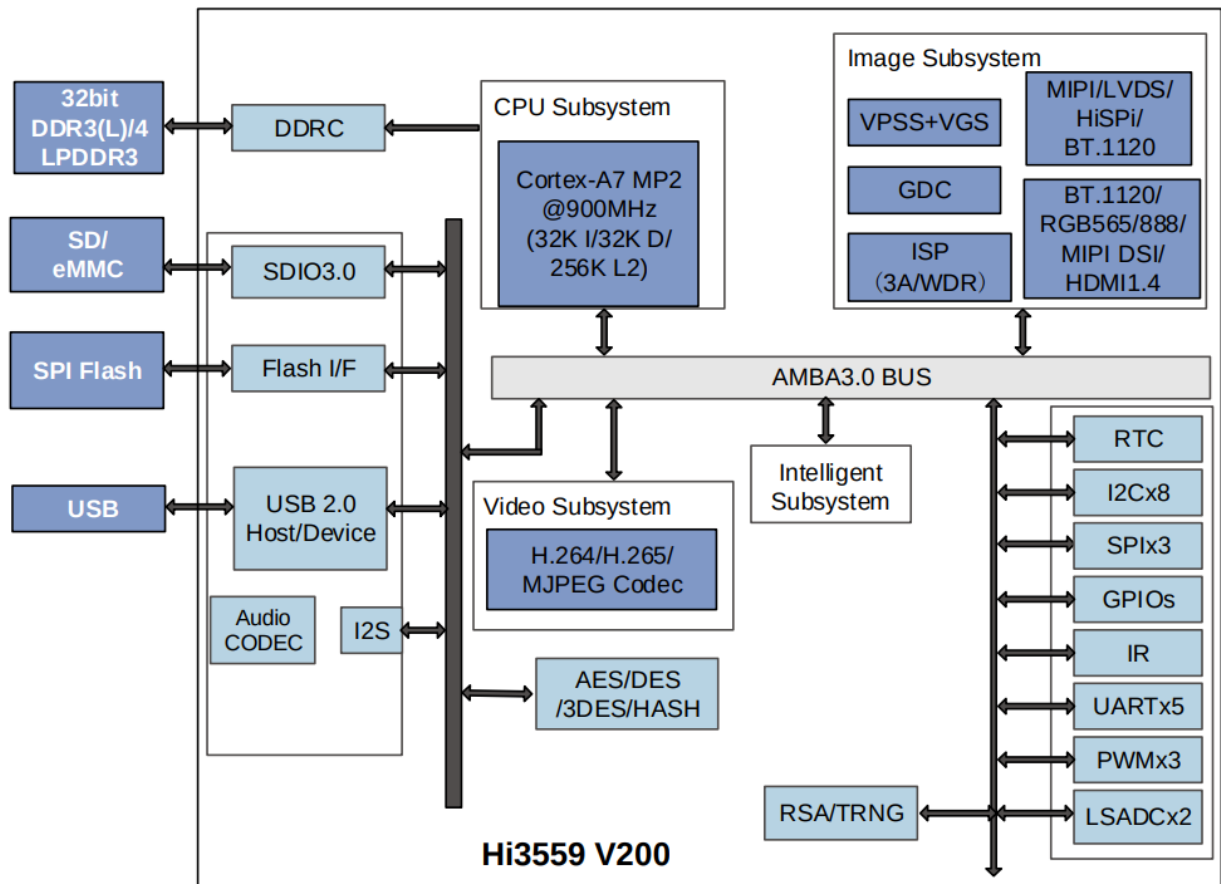 32bit
DDR3(L)/4
LPDDR3
DDRC
CPU Subsystem
Cortex-A7 MP2
@900MHz
(32K I/32K D/
256K L2)
Image Subsystem
VPSS+VGS
GDC
ISP
（3A/WDR）
MIPI/LVDS/
HiSPi/
BT.1120
BT.1120/
RGB565/888/
MIPI DSI/
HDMI1.4
SD/
eMMC
SDIO3.0
SPI Flash
Flash I/F
AMBA3.0 BUS
USB
USB 2.0
Host/Device
Video Subsystem
H.264/H.265/
MJPEG Codec
Intelligent
Subsystem
RTC
I2Cx8
SPIx3
GPIOs
IR
UARTx5
PWMx3
LSADCx2
Audio
CODEC
I2S
AES/DES
/3DES/HASH
RSA/TRNG
Hi3559 V200